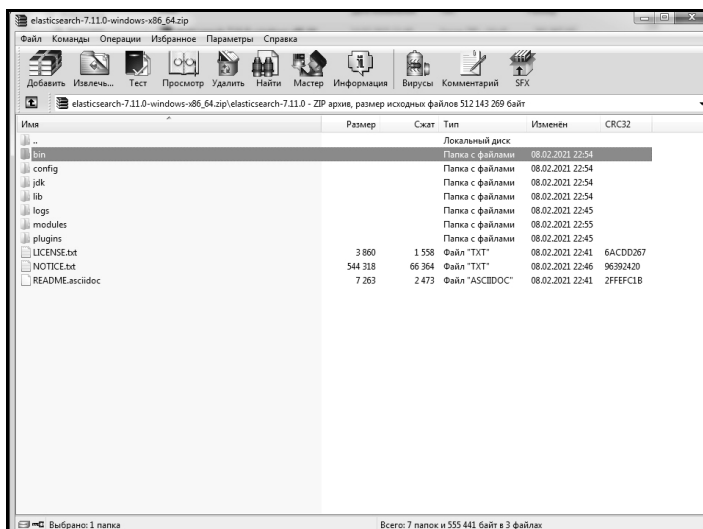 elasticsearch-7.11.0-windows-x86_64.zip
Файл Команды Операции Избранное Параметры Справка
Добавить Извлечь... Тест Просмотр Удалить Найти Мастер Информация Вирусы Комментарий SFX
elasticsearch-7.11.0-windows-x86_64.zip\elasticsearch-7.11.0 - ZIP архив, размер исходных файлов 512 143 269 байт
Имя Размер Сжат Тип Изменён CRC32
.. Локальный диск
bin Папка с файлами 08.02.2021 22:54
config Папка с файлами 08.02.2021 22:54
jdk Папка с файлами 08.02.2021 22:54
lib Папка с файлами 08.02.2021 22:54
logs Папка с файлами 08.02.2021 22:45
modules Папка с файлами 08.02.2021 22:55
plugins Папка с файлами 08.02.2021 22:45
LICENSE.txt 3 860 1 558 Файл "TXT" 08.02.2021 22:41 6ACDD267
NOTICE.txt 544 318 66 364 Файл "TXT" 08.02.2021 22:46 96392420
README.asciidoc 7 263 2 473 Файл "ASCIIDOC" 08.02.2021 22:41 2FFEFC1B
Выбрано: 1 папка Всего: 7 папок и 555 441 байт в 3 файлах